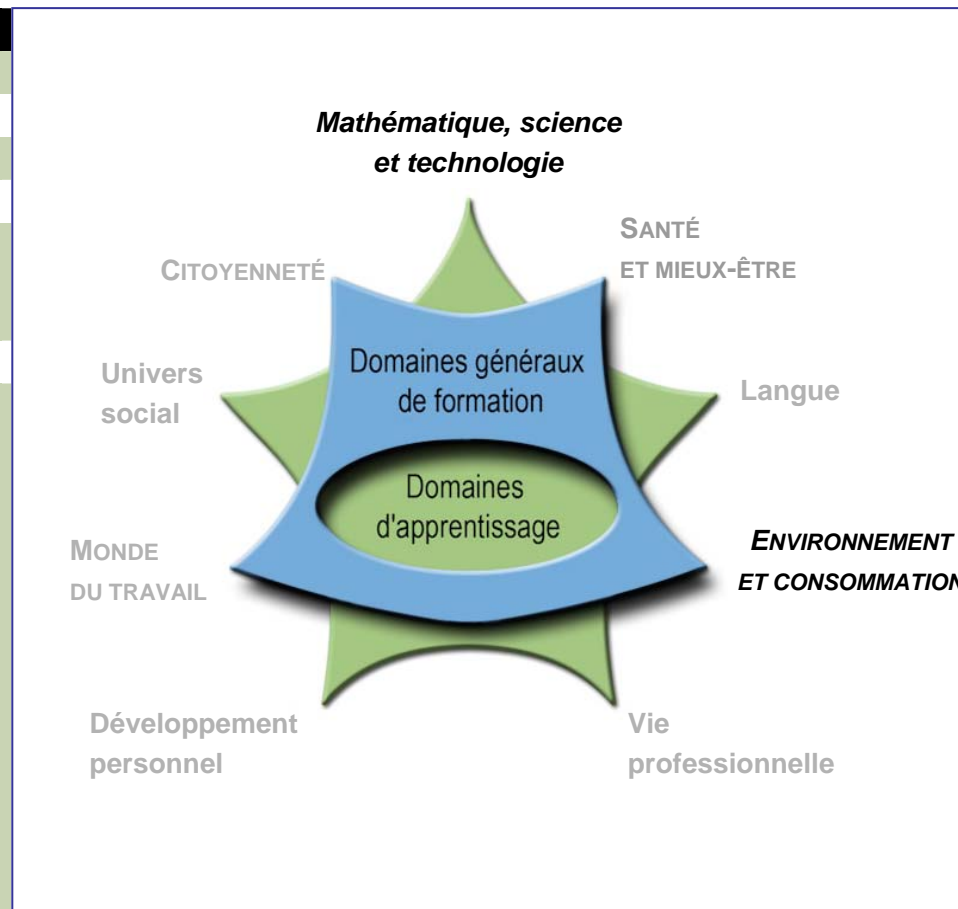 Mathématique, science
et technologie
SANTÉ
ET MIEUX-ÊTRE
CITOYENNETÉ
Domaines généraux
de formation
Univers
social
Langue
Domaines
d'apprentissage
MONDE
DU TRAVAIL
ENVIRONNEMENT
ET CONSOMMATION
Développement
personnel
Vie
professionnelle